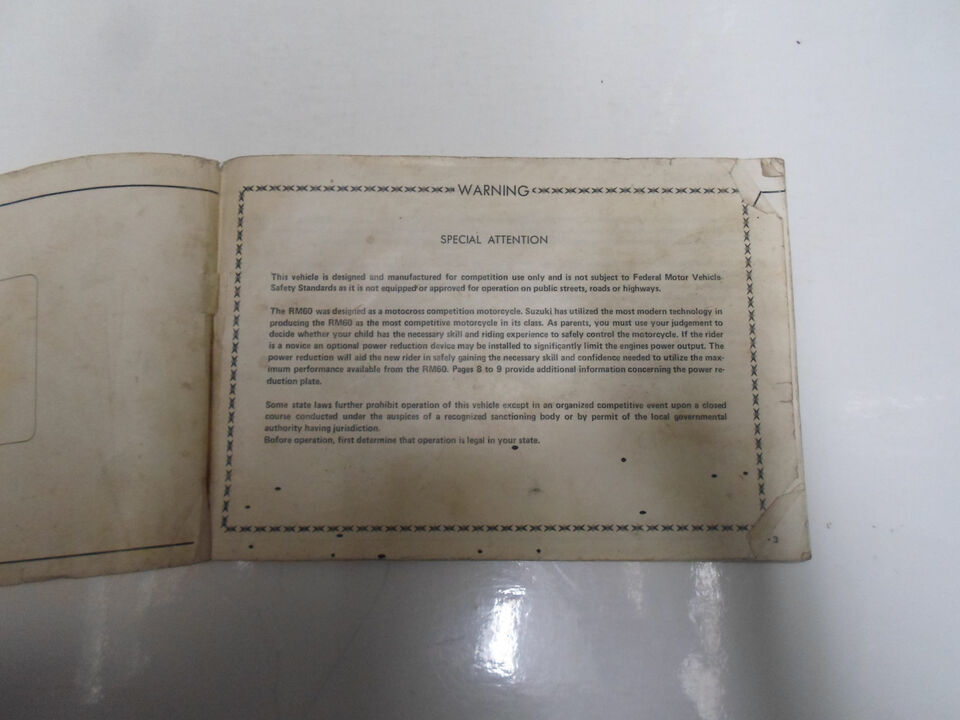 WARNING
SPECIAL ATTENTION
This vehicle is designed and manufactured for competition use only and is not subject to Federal Motor Vehicle
Safety Standards as it is not equipped or approved for operation on public streets, roads or highways.
The RM60 was designed as a motocross competition motorcycle. Suzuki has utilized the most modern technology in
producing the RM60 as the most competitive motorcycle in its class. As parents, you must use your judgement to
decide whether your child has the necessary skill and riding experience to safely control the motorcycle. If the rider
is a novice an optional power reduction device may be installed to significantly limit the engines power output. The
power reduction will aid the new rider in safely gaining the necessary skill and confidence needed to utilize the max-
imum performance available from the RM60. Pages 8 to 9 provide additional information concerning the power re-
duction plate.
Some state laws further prohibit operation of this vehicle except in an organized competitive event upon a closed
course conducted under the auspices of a recognized sanctioning body or by permit of the local governmental
authority having jurisdiction.
Before operation, first determine that operation is legal in your state.
- 3